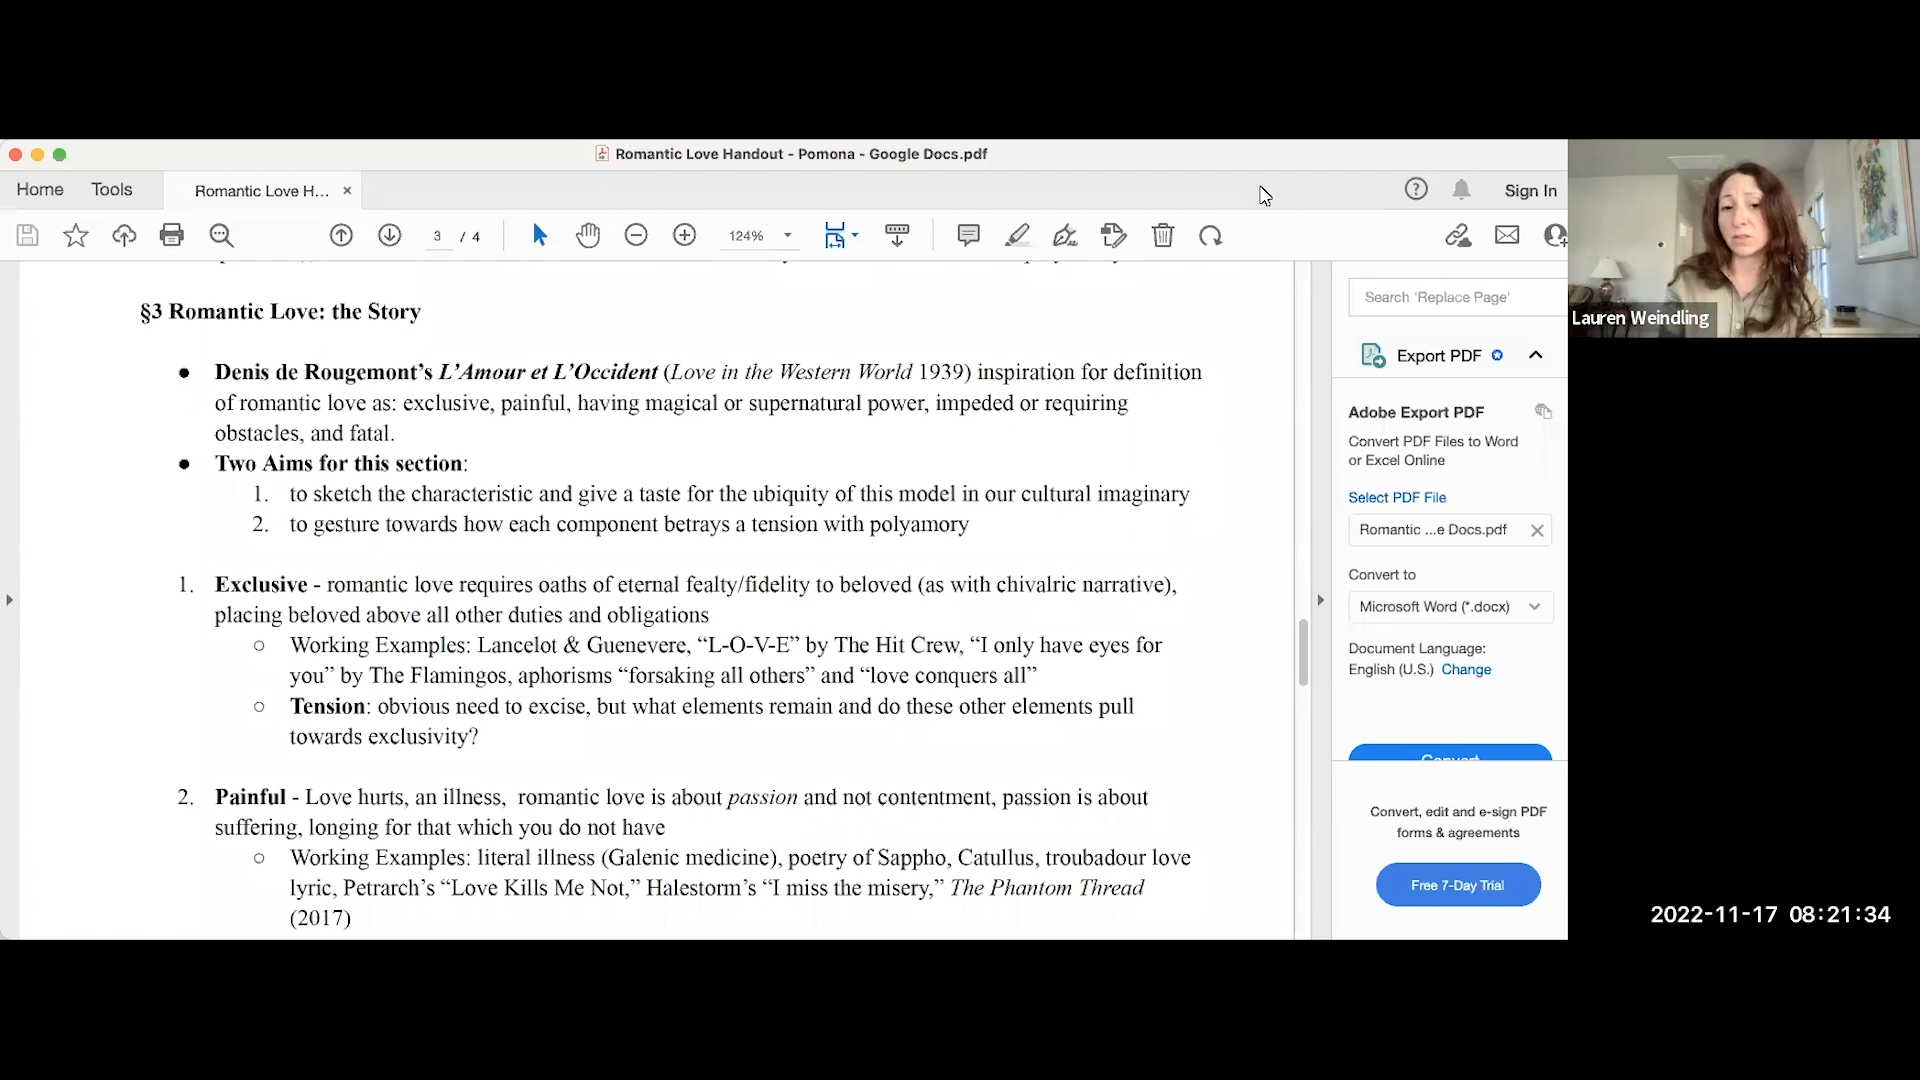 Romantic Love Handout - Pomona - Google Docs.pdf
Home
Tools
Romantic Love H...
Sign In
3 / 4
124%
§3 Romantic Love: the Story
Denis de Rougemont’s L’Amour et L’Occident (Love in the Western World 1939) inspiration for definition
of romantic love as: exclusive, painful, having magical or supernatural power, impeded or requiring
obstacles, and fatal.
Two Aims for this section:
1. to sketch the characteristic and give a taste for the ubiquity of this model in our cultural imaginary
2. to gesture towards how each component betrays a tension with polyamory
1. Exclusive - romantic love requires oaths of eternal fealty/fidelity to beloved (as with chivalric narrative),
placing beloved above all other duties and obligations
Working Examples: Lancelot & Guenevere, “L-O-V-E” by The Hit Crew, “I only have eyes for
you” by The Flamingos, aphorisms “forsaking all others” and “love conquers all”
Tension: obvious need to excise, but what elements remain and do these other elements pull
towards exclusivity?
2. Painful - Love hurts, an illness, romantic love is about passion and not contentment, passion is about
suffering, longing for that which you do not have
Working Examples: literal illness (Galenic medicine), poetry of Sappho, Catullus, troubadour love
lyric, Petrarch’s “Love Kills Me Not,” Halestorm’s “I miss the misery,” The Phantom Thread
(2017)
Search 'Replace Page'
Export PDF
Adobe Export PDF
Convert PDF Files to Word
or Excel Online
Select PDF File
Romantic ...e Docs.pdf
Convert to
Microsoft Word (*.docx)
Document Language:
English (U.S.) Change
Convert
Convert, edit and e-sign PDF
forms & agreements
Free 7-Day Trial
Lauren Weindling
2022-11-17 08:21:34